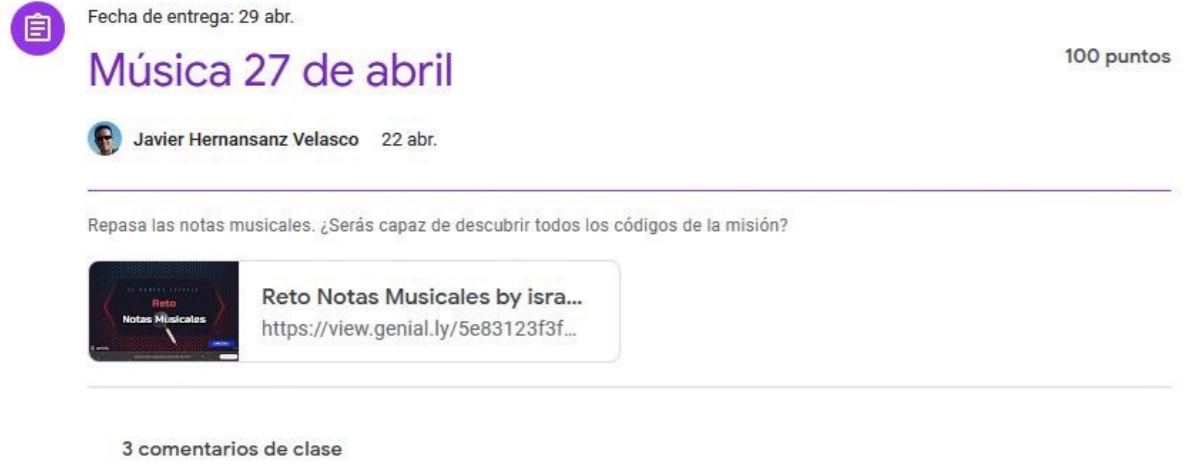 Fecha de entrega: 29 abr.
Música 27 de abril
100 puntos
Javier Hernansanz Velasco 22 abr.
Repasa las notas musicales. ¿Serás capaz de descubrir todos los códigos de la misión?
Reto
Notas Musicales
Reto Notas Musicales by isra...
https://view.genial.ly/5e83123f3f...
3 comentarios de clase